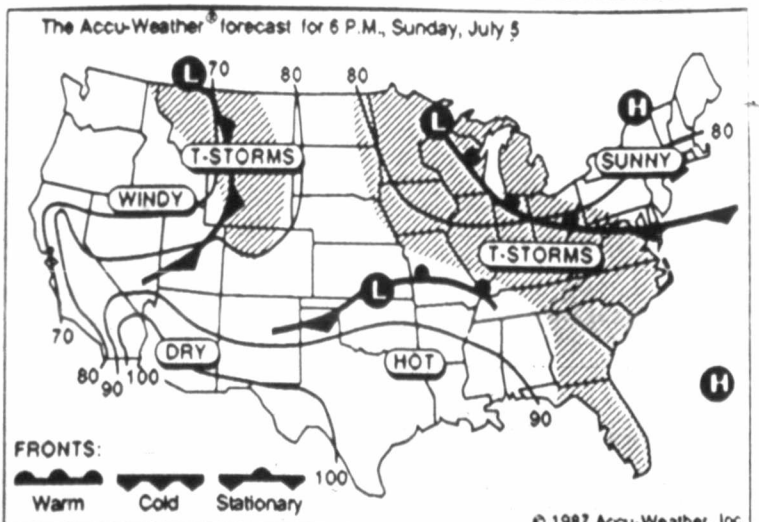 The Accu-Weather® forecast for 6 P.M., Sunday, July 5
L 70 80 80 L H
80
T-STORMS SUNNY
WINDY
T-STORMS
L
70 DRY HOT H
80 90 100
90
FRONTS:
100
Warm Cold Stationary
© 1987 Accu-Weather, Inc